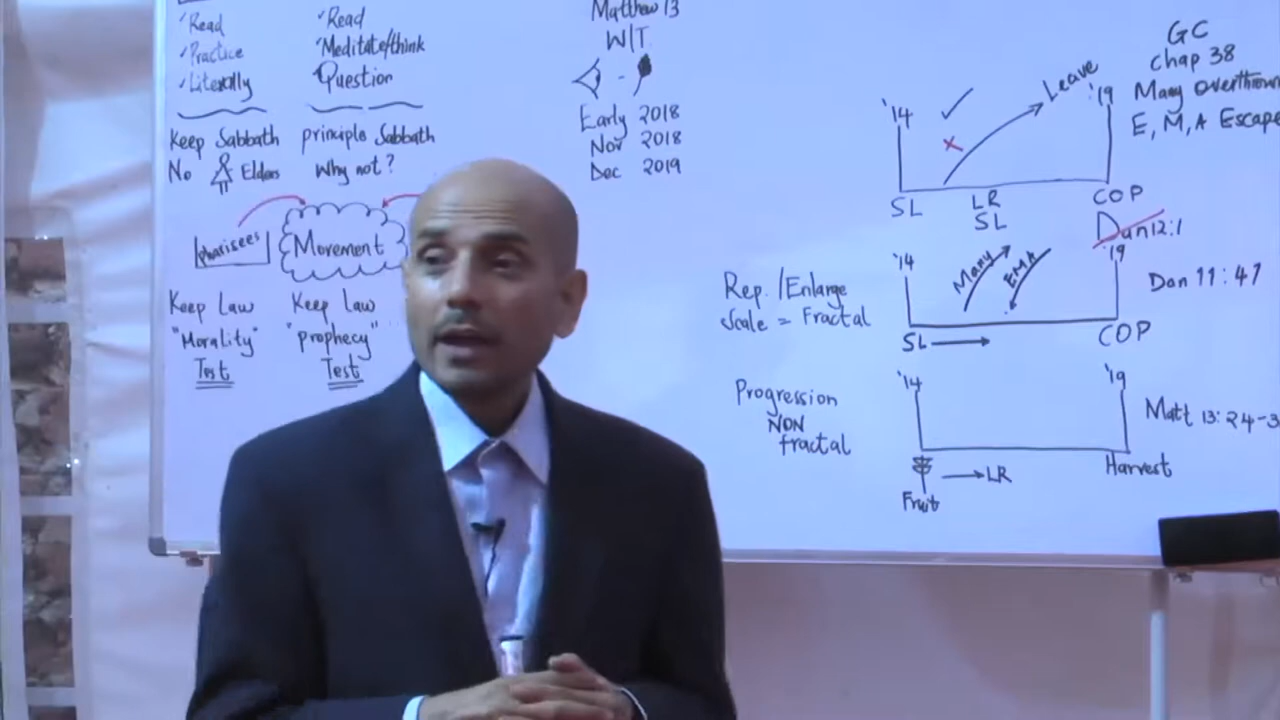 ✓Read
✓Practice
✓Literally
Keep Sabbath
No Elders
pharisees
Keep Law
"Morality"
Test
✓Read
✓Meditate/think
✓Question
principle Sabbath
Why not?
Movement
Keep Law
"prophecy"
Test
Matthew 13
W/T
Early 2018
Nov 2018
Dec 2019
'14
Leave
'19
SL
LR
SL
COP
Dan 12:1
GC
Chap 38
Many Overthrown
E, M, A Escape
Rep. / Enlarge
Scale = Fractal
'14
Many
EMA
'19
SL
COP
Dan 11:41
Progression
NON
fractal
'14
'19
Fruit
LR
Harvest
Matt 13:24-3